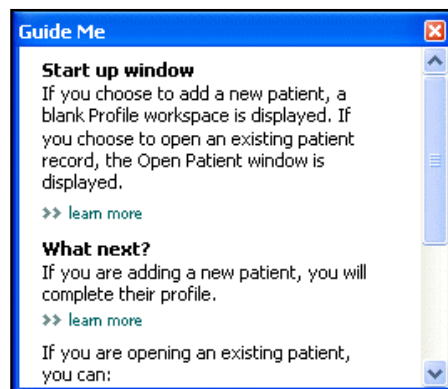 Guide Me
Start up window
If you choose to add a new patient, a
blank Profile workspace is displayed. If
you choose to open an existing patient
record, the Open Patient window is
displayed.
>> learn more
What next?
If you are adding a new patient, you will
complete their profile.
>> learn more
If you are opening an existing patient,
you can: